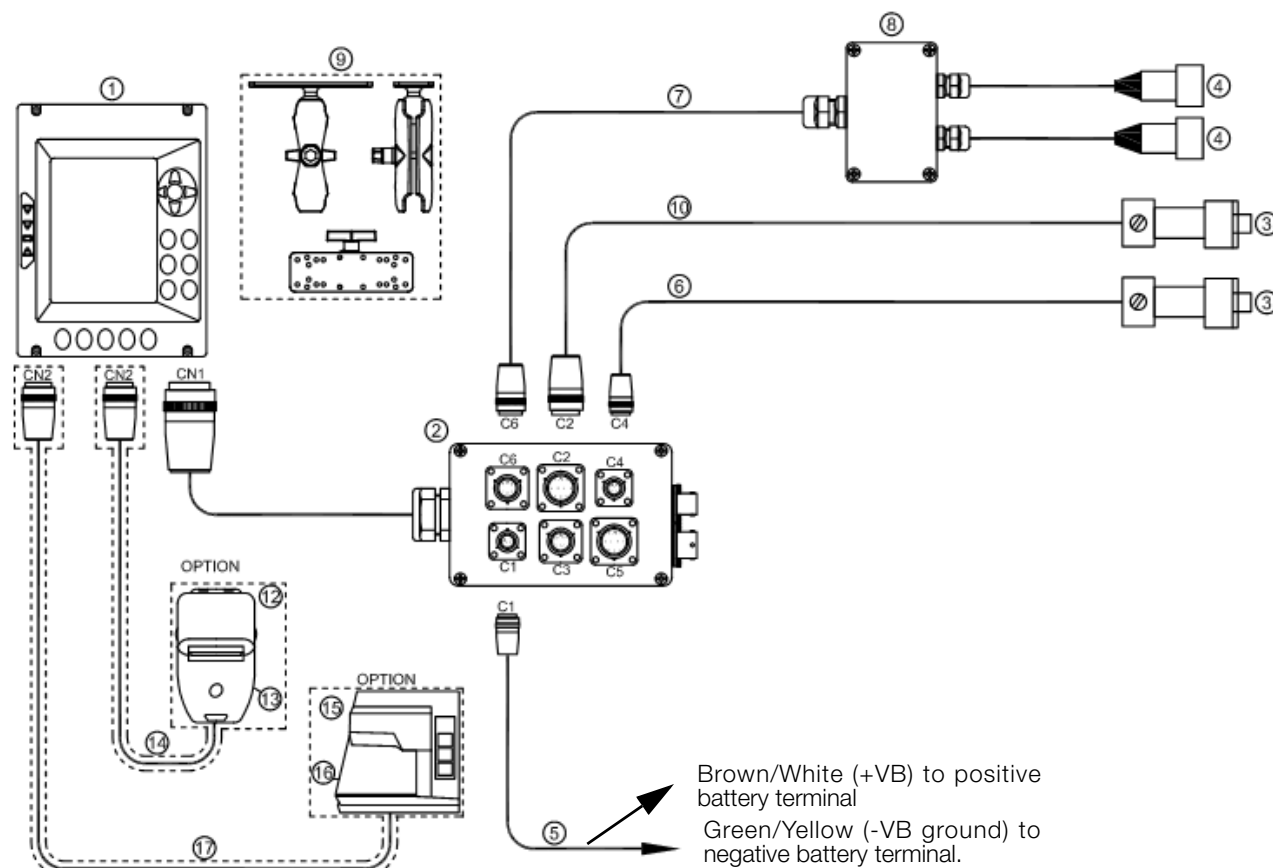 ⑧
⑨
①
⑦
④
④
⑩
③
⑥
③
CN2
CN2
CN1
C6
C2
C4
②
C6
C2
C4
C1
C3
C5
OPTION
⑫
C1
⑬
OPTION
⑮
⑭
⑯
Brown/White (+VB) to positive
battery terminal
⑤
Green/Yellow (-VB ground) to
negative battery terminal.
⑰